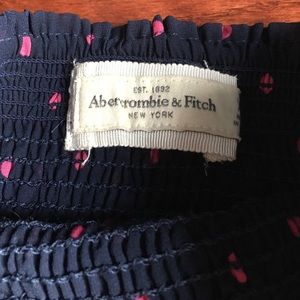 EST. 1892
Abercrombie & Fitch
NEW YORK